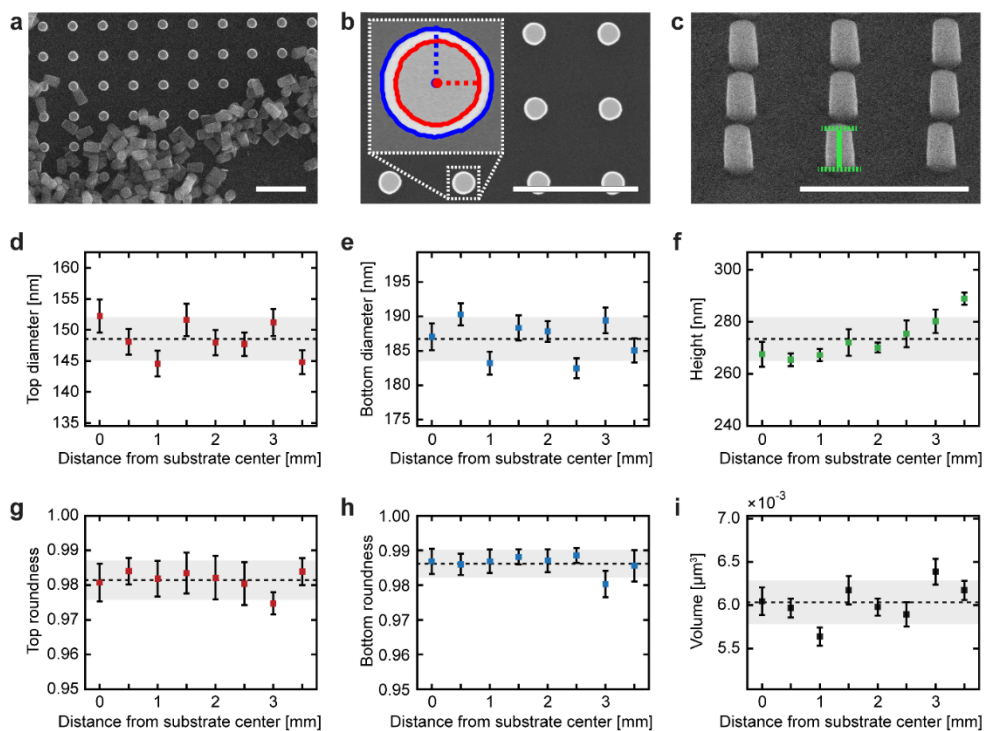 a
b
c
d
e
f
160
155
150
145
140
135
Top diameter [nm]
0
1
2
3
Distance from substrate center [mm]
195
190
185
180
175
Bottom diameter [nm]
0
1
2
3
Distance from substrate center [mm]
300
280
260
240
Height [nm]
0
1
2
3
Distance from substrate center [mm]
g
h
i
1.00
0.99
0.98
0.97
0.96
0.95
Top roundness
0
1
2
3
Distance from substrate center [mm]
1.00
0.99
0.98
0.97
0.96
0.95
Bottom roundness
0
1
2
3
Distance from substrate center [mm]
×10⁻³
7.0
6.5
6.0
5.5
5.0
Volume [μm³]
0
1
2
3
Distance from substrate center [mm]